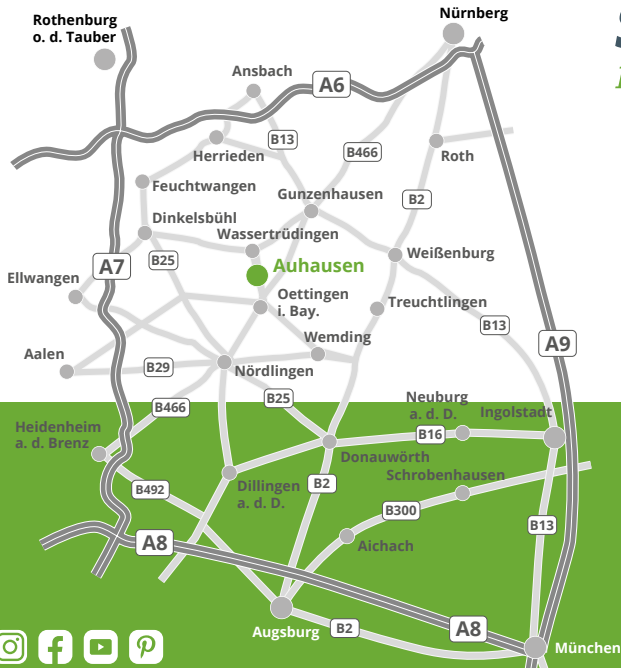 Rothenburg
o. d. Tauber
Nürnberg
Ansbach
A6
B13
Herrieden
B466
Roth
Feuchtwangen
Gunzenhausen
B2
Dinkelsbühl
Wassertrüdingen
Weißenburg
A7
B25
Auhausen
Ellwangen
Oettingen
i. Bay.
Treuchtlingen
B13
Wemding
A9
Aalen
B29
Nördlingen
B466
B25
Neuburg
a. d. D.
Ingolstadt
Heidenheim
a. d. Brenz
B16
Donauwörth
Schrobenhausen
B492
Dillingen
a. d. D.
B2
B300
B13
A8
Aichach
Augsburg
B2
A8
München